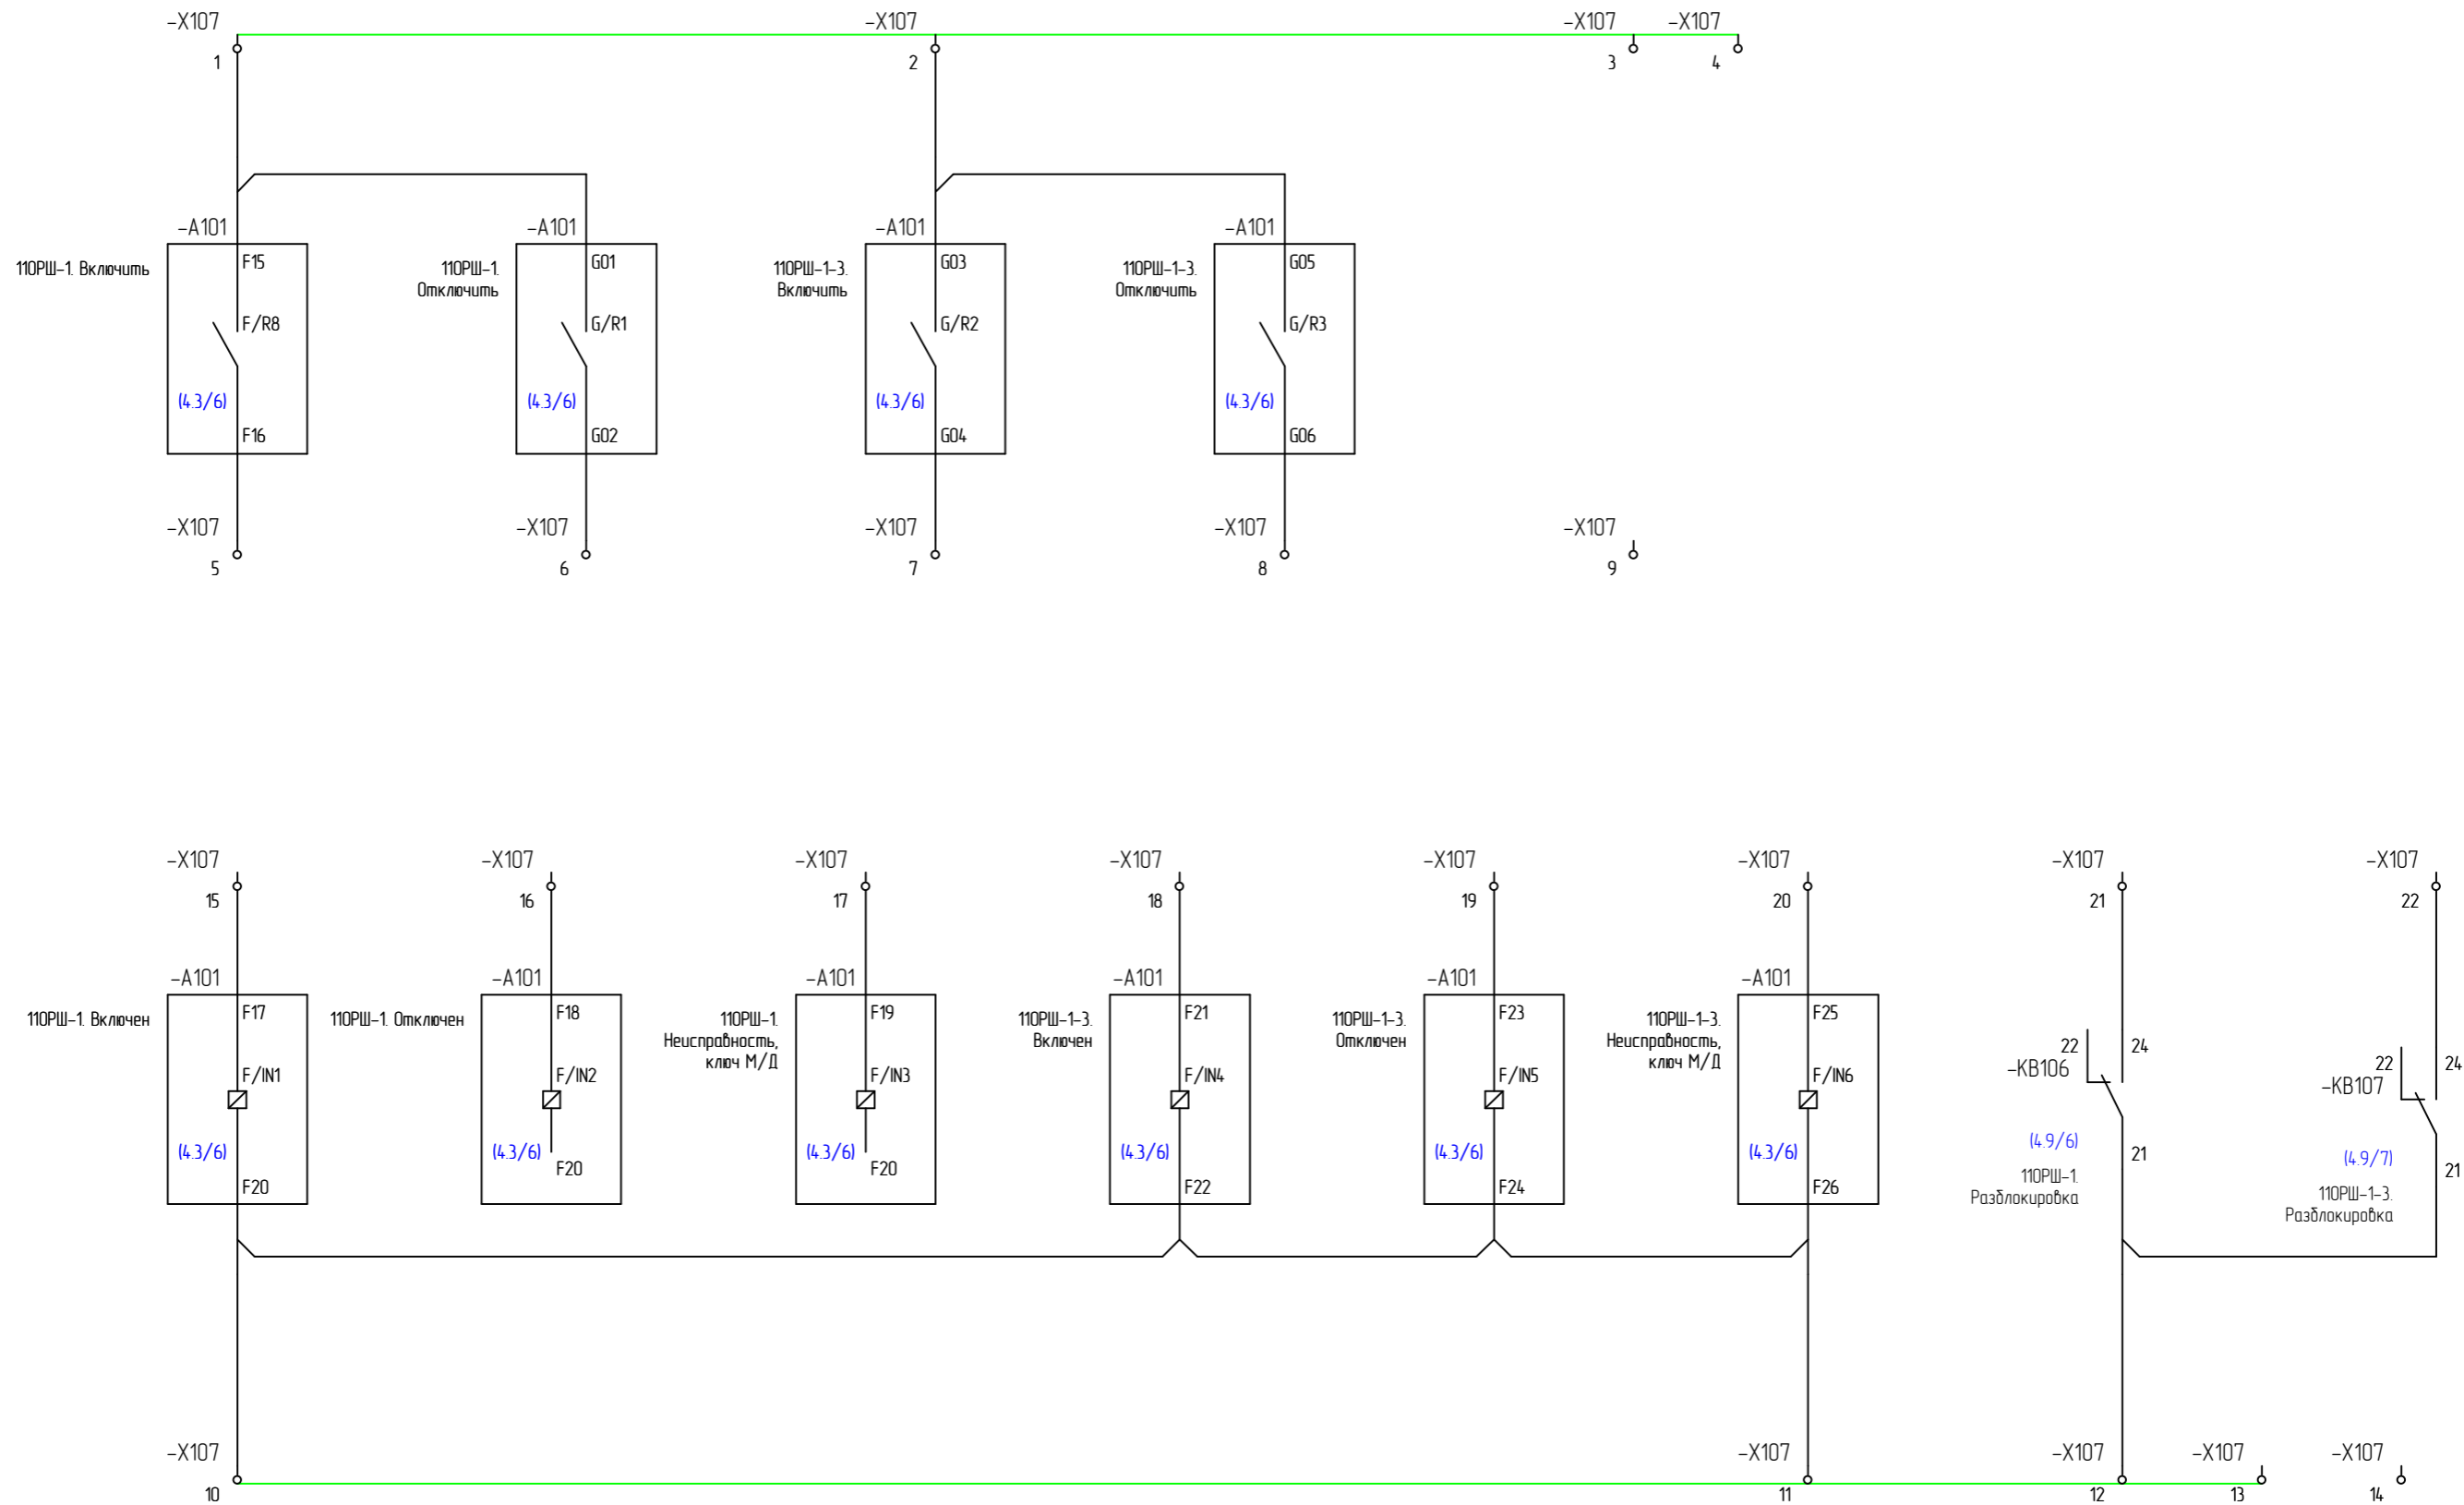 -X107
-X107
-X107
-X107
1
2
3
4
-A101
-A101
-A101
-A101
110РШ-1. Включить
F15
F/R8
(4.3/6)
F16
110РШ-1.
Отключить
G01
G/R1
(4.3/6)
G02
110РШ-1-3.
Включить
G03
G/R2
(4.3/6)
G04
110РШ-1-3.
Отключить
G05
G/R3
(4.3/6)
G06
-X107
-X107
-X107
-X107
-X107
5
6
7
8
9
-X107
-X107
-X107
-X107
-X107
-X107
-X107
-X107
15
16
17
18
19
20
21
22
-A101
-A101
-A101
-A101
-A101
-A101
110РШ-1. Включен
F17
F/IN1
(4.3/6)
F20
110РШ-1. Отключен
F18
F/IN2
(4.3/6)
F20
110РШ-1.
Неисправность,
ключ М/Д
F19
F/IN3
(4.3/6)
F20
110РШ-1-3.
Включен
F21
F/IN4
(4.3/6)
F22
110РШ-1-3.
Отключен
F23
F/IN5
(4.3/6)
F24
110РШ-1-3.
Неисправность,
ключ М/Д
F25
F/IN6
(4.3/6)
F26
22
24
-KB106
(4.9/6)
21
110РШ-1.
Разблокировка
22
24
-KB107
(4.9/7)
21
110РШ-1-3.
Разблокировка
-X107
-X107
-X107
-X107
-X107
10
11
12
13
14